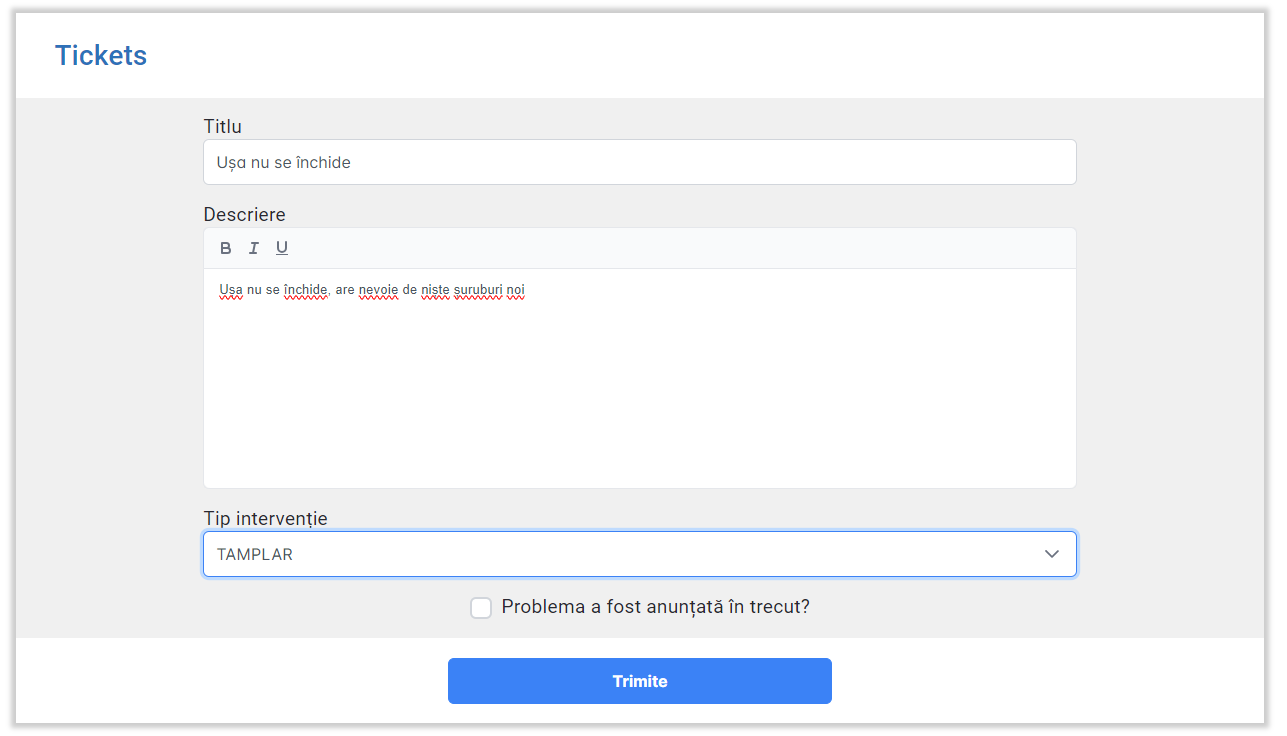 Tickets
Titlu
Ușa nu se închide
Descriere
B I U
Usa nu se închide, are nevoie de niște suruburi noi
Tip intervenție
TAMPLAR
Problema a fost anunțată în trecut?
Trimite